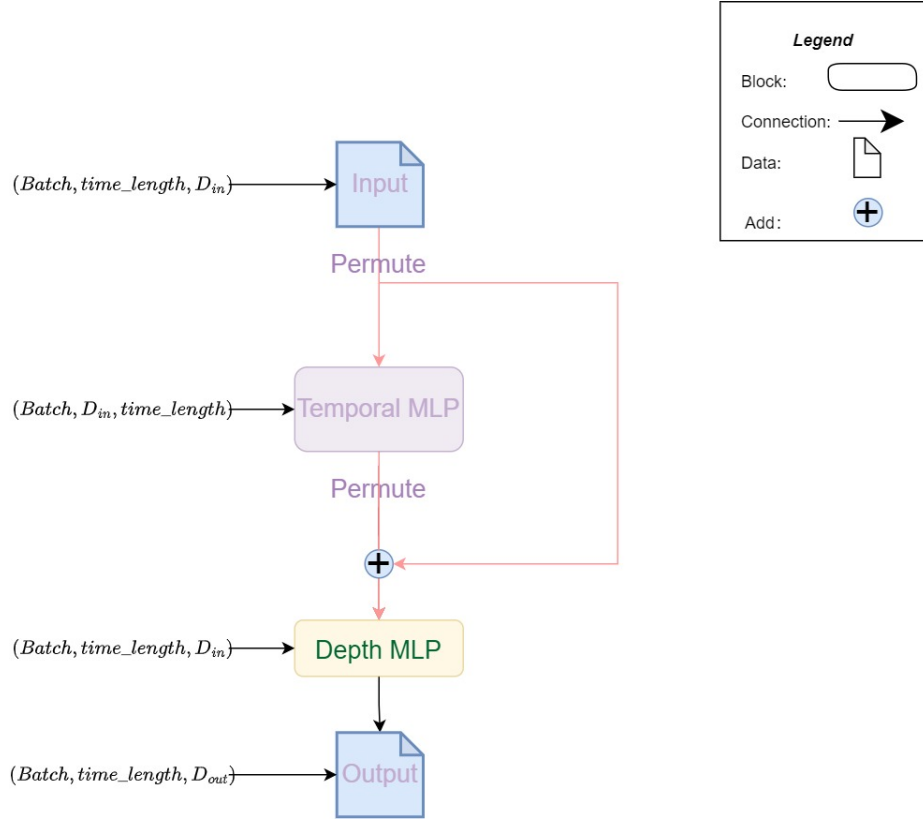 Legend
Block:
Connection:
Data:
Add:
(Batch, time_length, D_in)
Input
Permute
(Batch, D_in, time_length)
Temporal MLP
Permute
(Batch, time_length, D_in)
Depth MLP
(Batch, time_length, D_out)
Output